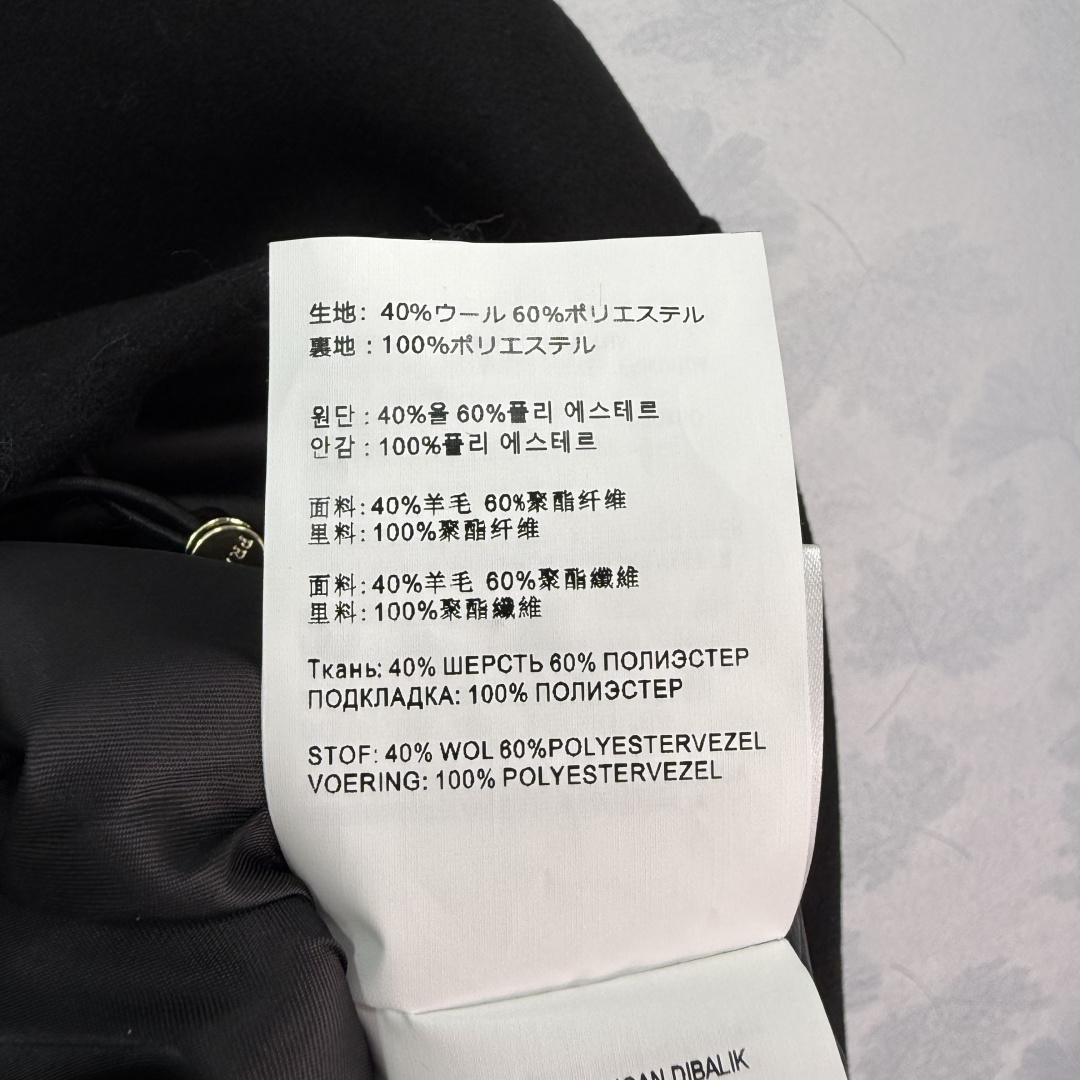 生地: 40%ウール 60%ポリエステル
裏地 : 100%ポリエステル
원단 : 40%울 60%폴리 에스테르
안감 : 100%폴리 에스테르
面料: 40%羊毛 60%聚酯纤维
里料: 100%聚酯纤维
面料: 40%羊毛 60%聚酯纖維
里料: 100%聚酯纖維
Ткань: 40% ШЕРСТЬ 60% ПОЛИЭСТЕР
ПОДКЛАДКА: 100% ПОЛИЭСТЕР
STOF: 40% WOL 60%POLYESTERVEZEL
VOERING: 100% POLYESTERVEZEL
DIBALIK